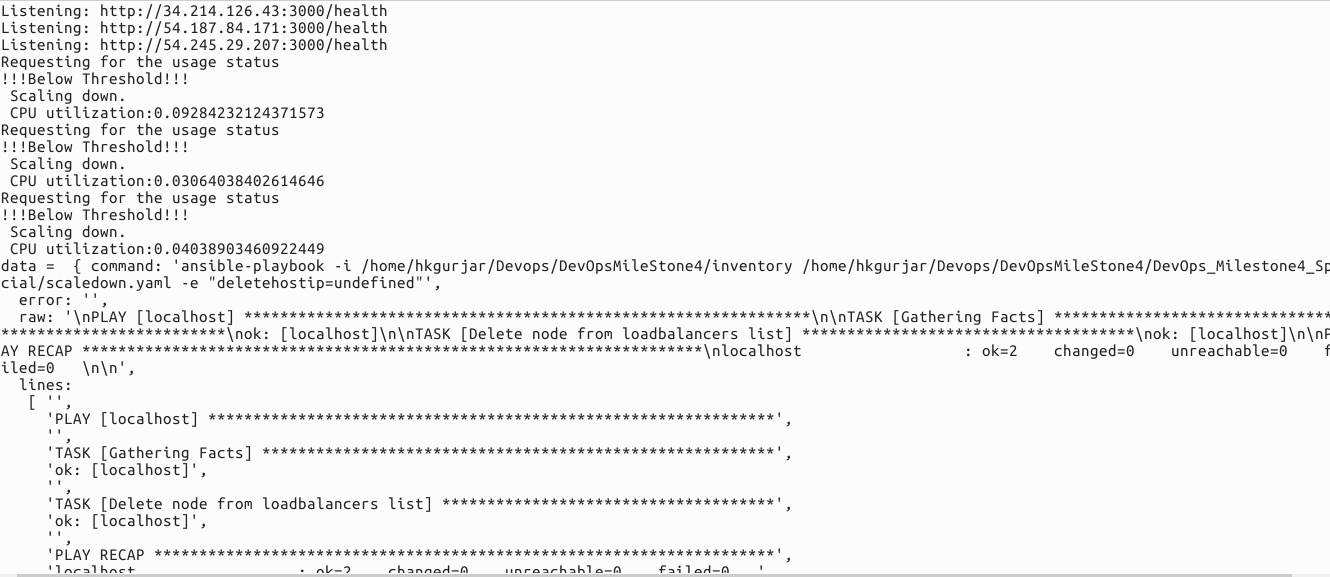 Listening: http://34.214.126.43:3000/health
Listening: http://54.187.84.171:3000/health
Listening: http://54.245.29.207:3000/health
Requesting for the usage status
!!!Below Threshold!!!
 Scaling down.
 CPU utilization:0.09284232124371573
Requesting for the usage status
!!!Below Threshold!!!
 Scaling down.
 CPU utilization:0.03064038402614646
Requesting for the usage status
!!!Below Threshold!!!
 Scaling down.
 CPU utilization:0.04038903460922449
data =  { command: 'ansible-playbook -i /home/hkgurjar/Devops/DevOpsMileStone4/inventory /home/hkgurjar/Devops/DevOpsMileStone4/DevOps_Milestone4_Sp
cial/scaledown.yaml -e "deletehostip=undefined"',
  error: '',
  raw: '\nPLAY [localhost] ***************************************************************\n\nTASK [Gathering Facts] *******************************
*************************\nok: [localhost]\n\nTASK [Delete node from loadbalancers list] *************************************\nok: [localhost]\n\nP
AY RECAP *********************************************************************\nlocalhost                  : ok=2    changed=0    unreachable=0    f
iled=0   \n\n',
  lines:
   [ '',
     'PLAY [localhost] ***************************************************************',
     '',
     'TASK [Gathering Facts] *********************************************************',
     'ok: [localhost]',
     '',
     'TASK [Delete node from loadbalancers list] *************************************',
     'ok: [localhost]',
     '',
     'PLAY RECAP *********************************************************************',
     'localhost                  : ok=2    changed=0    unreachable=0    failed=0   ',